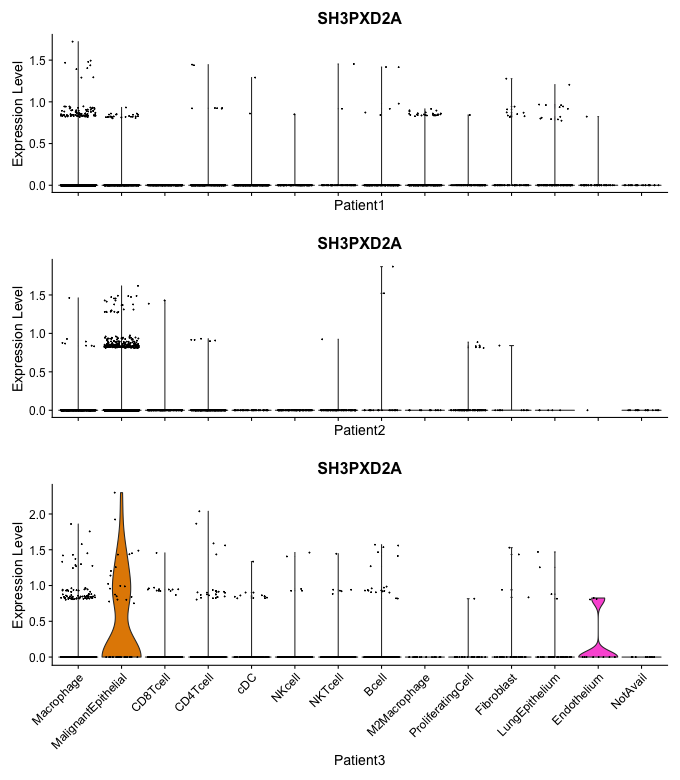 SH3PXD2A
Expression Level
1.5
1.0
0.5
0.0
Patient1
SH3PXD2A
Expression Level
1.5
1.0
0.5
0.0
Patient2
SH3PXD2A
Expression Level
2.0
1.5
1.0
0.5
0.0
Macrophage
MalignantEpithelial
CD8Tcell
CD4Tcell
cDC
NKcell
NKTcell
Bcell
M2Macrophage
ProliferatingCell
Fibroblast
LungEpithelium
Endothelium
NotAvail
Patient3